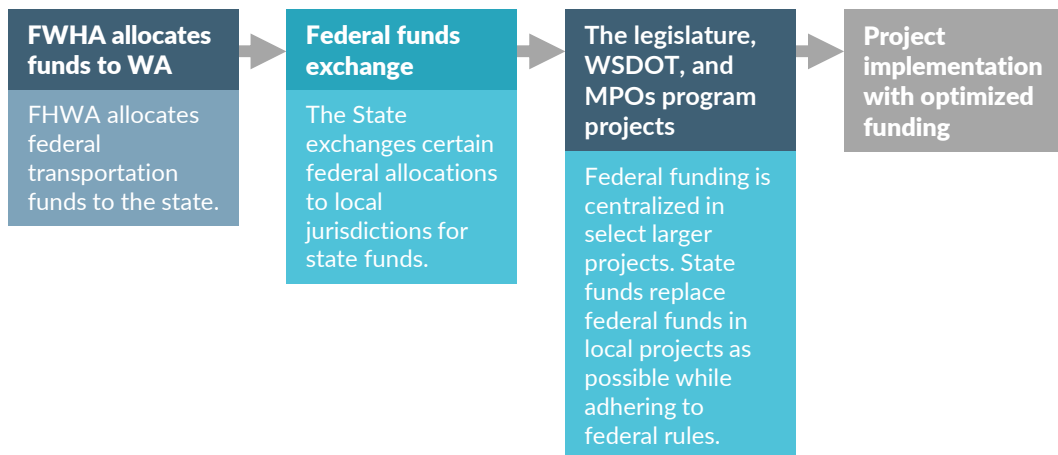 FWHA allocates
funds to WA
FHWA allocates
federal
transportation
funds to the state.
Federal funds
exchange
The State
exchanges certain
federal allocations
to local
jurisdictions for
state funds.
The legislature,
WSDOT, and
MPOs program
projects
Federal funding is
centralized in
select larger
projects. State
funds replace
federal funds in
local projects as
possible while
adhering to
federal rules.
Project
implementation
with optimized
funding